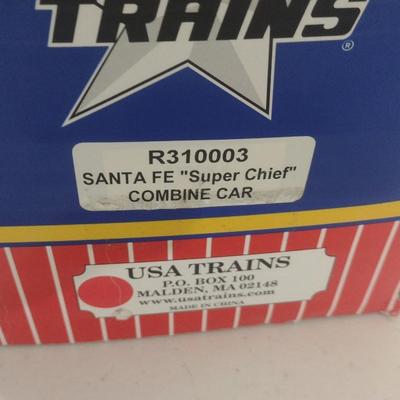 TRAINS
®
R310003
SANTA FE "Super Chief"
COMBINE CAR
USA TRAINS
P.O. BOX 100
MALDEN, MA 02148
www.usatrains.com
MADE IN CHINA